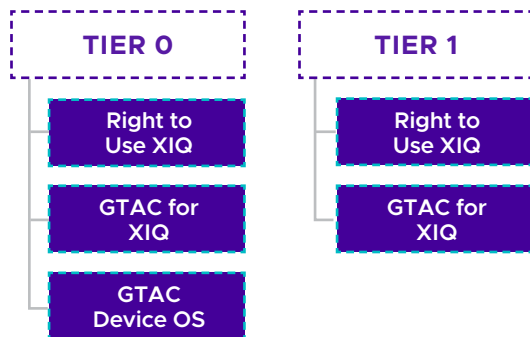 TIER 0
Right to
Use XIQ
GTAC for
XIQ
GTAC
Device OS
TIER 1
Right to
Use XIQ
GTAC for
XIQ